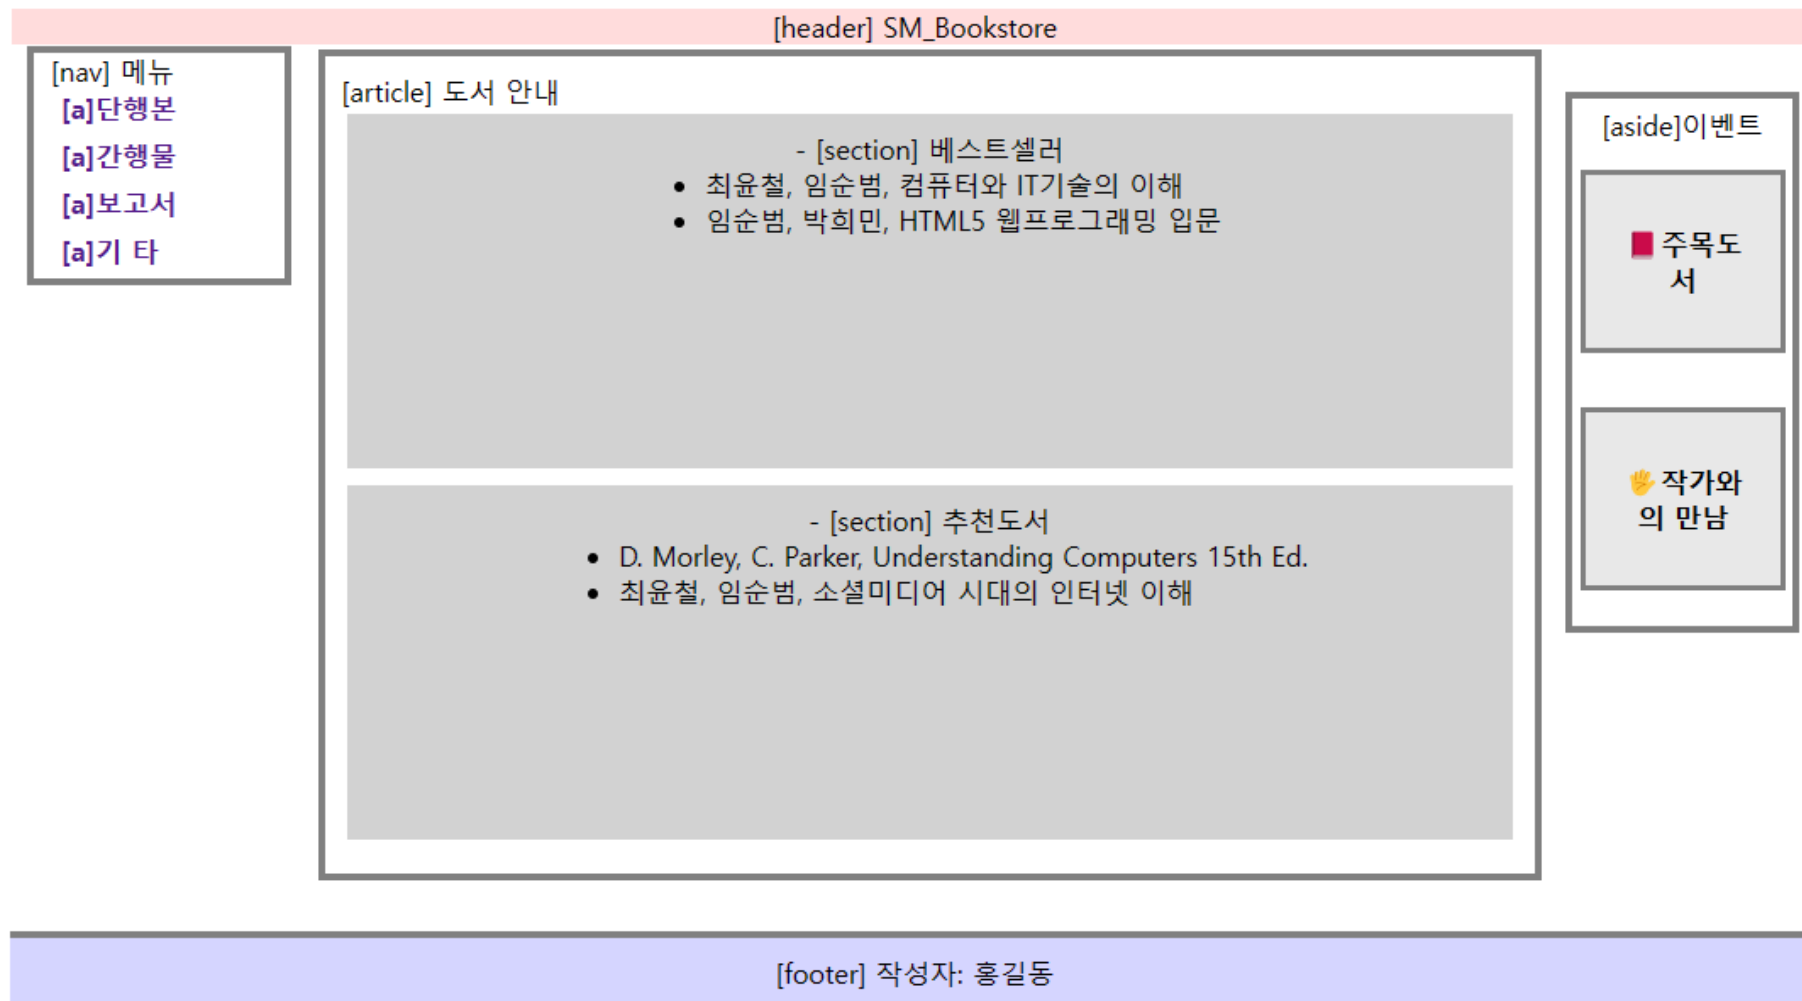 [header] SM_Bookstore
[nav] 메뉴
[a]단행본
[a]간행물
[a]보고서
[a]기 타
[article] 도서 안내
- [section] 베스트셀러
• 최윤철, 임순범, 컴퓨터와 IT기술의 이해
• 임순범, 박희민, HTML5 웹프로그래밍 입문
- [section] 추천도서
• D. Morley, C. Parker, Understanding Computers 15th Ed.
• 최윤철, 임순범, 소셜미디어 시대의 인터넷 이해
[aside]이벤트
주목도
서
작가와
의 만남
[footer] 작성자: 홍길동